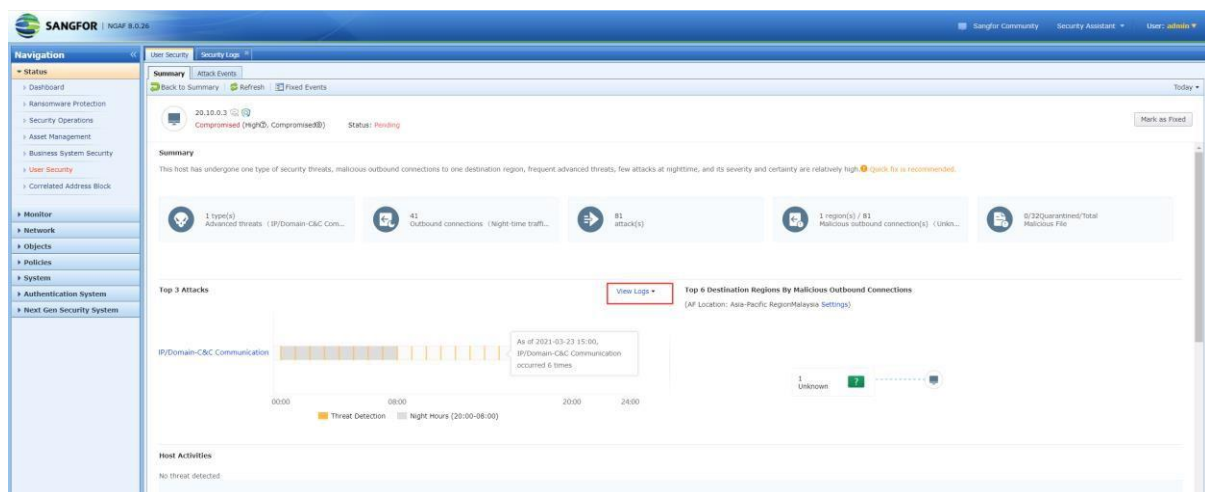 SANGFOR | NGAF 8.0.26
Sangfor Community Security Assistant User: admin
Navigation
User Security Security Logs
Status
Summary Attack Events
Dashboard
Back to Summary Refresh Fixed Events Today
Ransomware Protection
Security Operations
Asset Management
Business System Security
User Security
Correlated Address Block
Monitor
Network
Objects
Policies
System
Authentication System
Next Gen Security System
20.10.0.3
Compromised (High, Compromised) Status: Pending
Mark as Fixed
Summary
This host has undergone one type of security threats, malicious outbound connections to one destination region, frequent advanced threats, few attacks at nighttime, and its severity and certainty are relatively high. Quick fix is recommended.
1 type(s)
Advanced threats (IP/Domain-C&C Com...
41
Outbound connections (Night-time traffi...
81
attack(s)
1 region(s) / 81
Malicious outbound connection(s) (Unkn...
0/32Quarantined/Total
Malicious File
Top 3 Attacks
View Logs
IP/Domain-C&C Communication
As of 2021-03-23 15:00,
IP/Domain-C&C Communication
occurred 6 times
00:00 08:00 20:00 24:00
Threat Detection Night Hours (20:00-08:00)
Top 6 Destination Regions By Malicious Outbound Connections
(AF Location: Asia-Pacific RegionMalaysia Settings)
1
Unknown
?
Host Activities
No threat detected